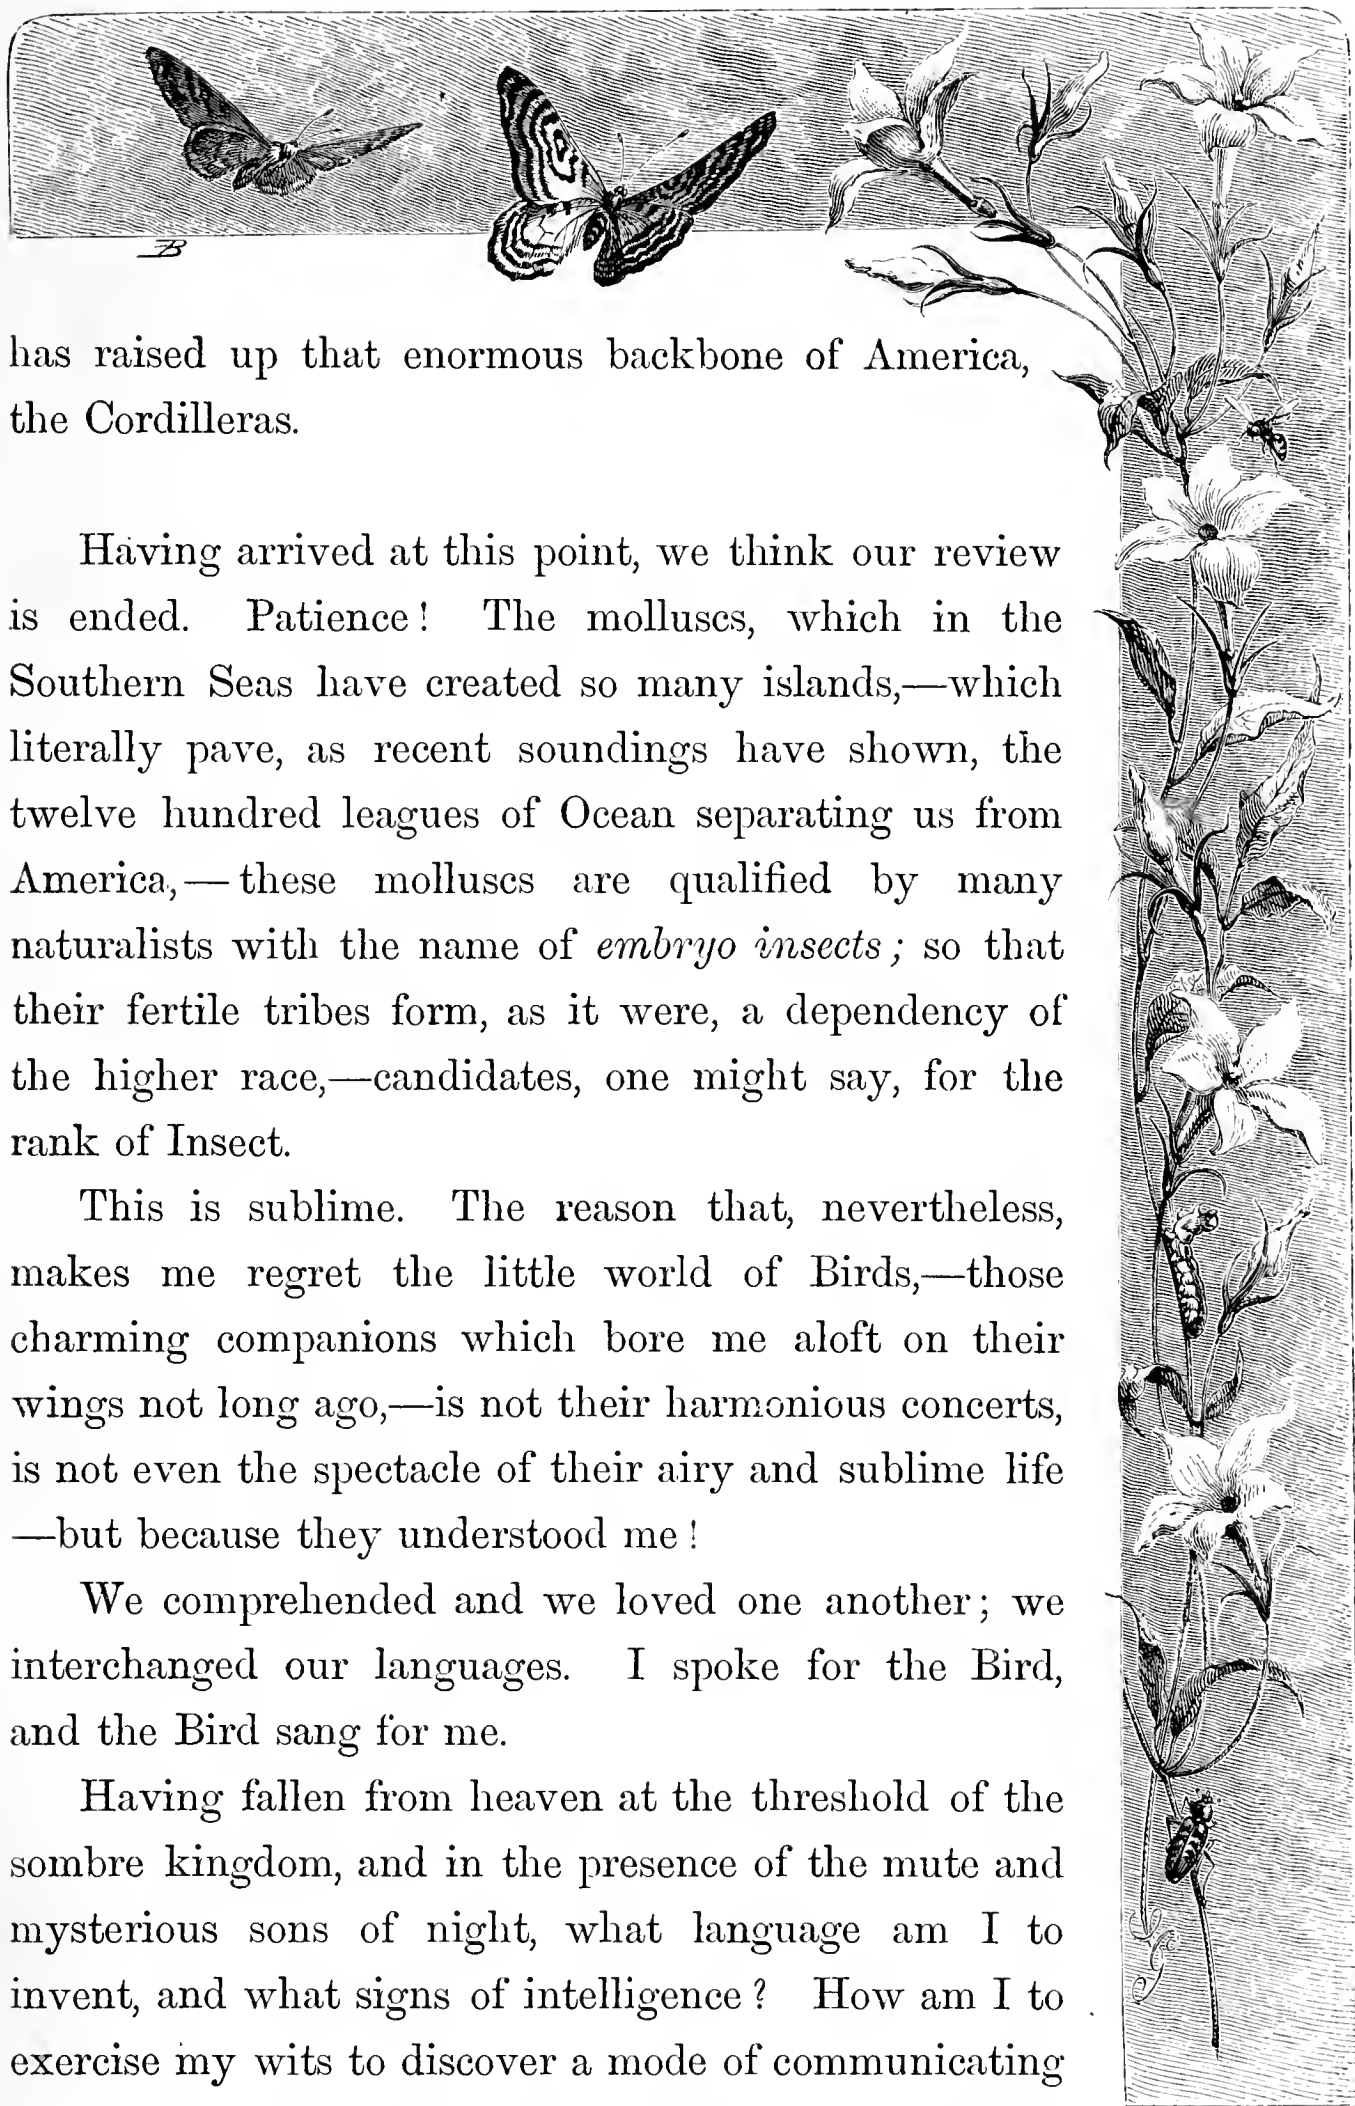 has raised up that enormous backbone of America,
the Cordilleras.
Having arrived at this point, we think our review
is ended. Patience! The molluscs, which in the
Southern Seas have created so many islands,—which
literally pave, as recent soundings have shown, the
twelve hundred leagues of Ocean separating us from
America,—these molluscs are qualified by many
naturalists with the name of embryo insects; so that
their fertile tribes form, as it were, a dependency of
the higher race,—candidates, one might say, for the
rank of Insect.
This is sublime. The reason that, nevertheless,
makes me regret the little world of Birds,—those
charming companions which bore me aloft on their
wings not long ago,—is not their harmonious concerts,
is not even the spectacle of their airy and sublime life
—but because they understood me!
We comprehended and we loved one another; we
interchanged our languages. I spoke for the Bird,
and the Bird sang for me.
Having fallen from heaven at the threshold of the
sombre kingdom, and in the presence of the mute and
mysterious sons of night, what language am I to
invent, and what signs of intelligence? How am I to
exercise my wits to discover a mode of communicating